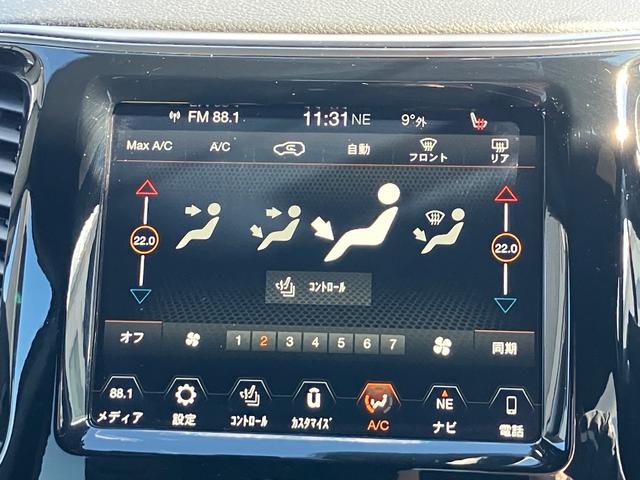 FM 88.1 11:31 NE 9°外
Max A/C A/C 自動 フロント リア
22.0 22.0
ｺﾝﾄﾛｰﾙ
オフ 1 2 3 4 5 6 7 同期
88.1 NE
メディア 設定 ｺﾝﾄﾛｰﾙ ｶｽﾀﾏｲｽﾞ A/C ナビ 電話